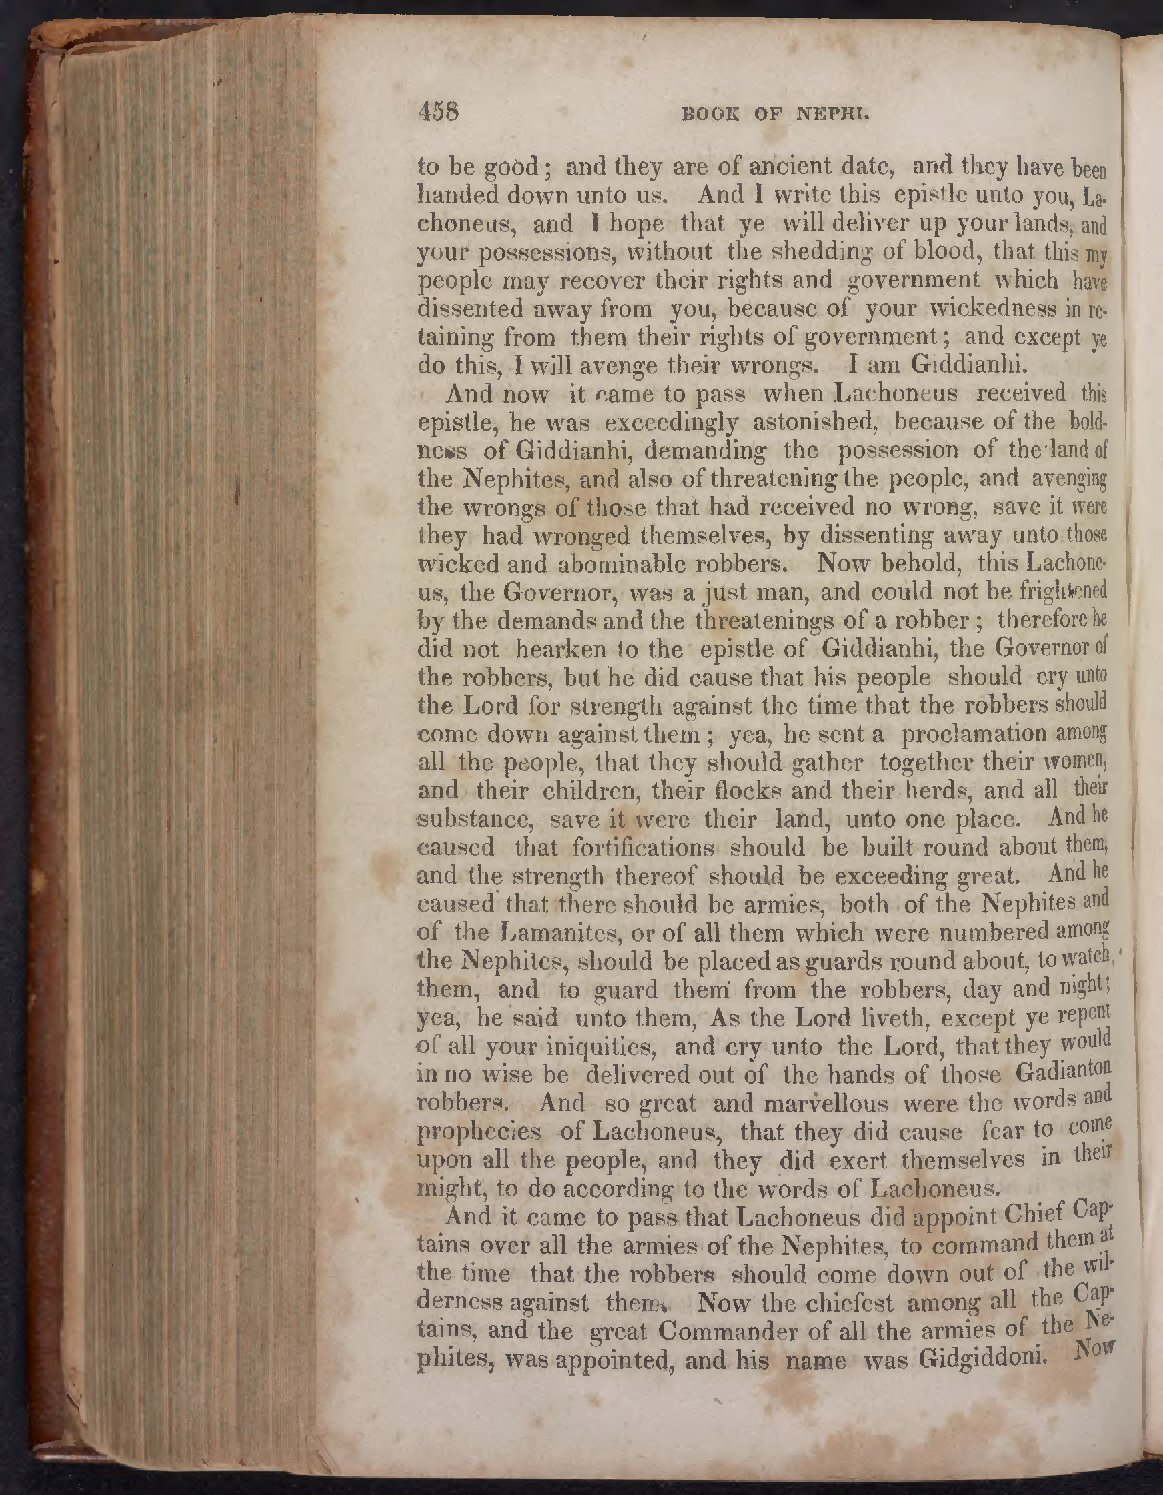 458 BOOK OF NEPHI.
to be good; and they are of ancient date, and they have been
handed down unto us. And I write this epistle unto you, La-
choneus, and I hope that ye will deliver up your lands, and
your possessions, without the shedding of blood, that this my
people may recover their rights and government which have
dissented away from you, because of your wickedness in re-
taining from them their rights of government; and except ye
do this, I will avenge their wrongs. I am Giddianhi.
And now it came to pass when Lachoneus received this
epistle, he was exceedingly astonished, because of the bold-
ness of Giddianhi, demanding the possession of the land of
the Nephites, and also of threatening the people, and avenging
the wrongs of those that had received no wrong, save it were
they had wronged themselves, by dissenting away unto those
wicked and abominable robbers. Now behold, this Lachone-
us, the Governor, was a just man, and could not be frightened
by the demands and the threatenings of a robber; therefore he
did not hearken to the epistle of Giddianhi, the Governor of
the robbers, but he did cause that his people should cry unto
the Lord for strength against the time that the robbers should
come down against them; yea, he sent a proclamation among
all the people, that they should gather together their women,
and their children, their flocks and their herds, and all their
substance, save it were their land, unto one place. And he
caused that fortifications should be built round about them,
and the strength thereof should be exceeding great. And he
caused that there should be armies, both of the Nephites and
of the Lamanites, or of all them which were numbered among
the Nephites, should be placed as guards round about, to watch
them, and to guard them from the robbers, day and night;
yea, he said unto them, As the Lord liveth, except ye repent
of all your iniquities, and cry unto the Lord, that they would
in no wise be delivered out of the hands of those Gadianton
robbers. And so great and marvellous were the words and
prophecies of Lachoneus, that they did cause fear to come
upon all the people, and they did exert themselves in their
might, to do according to the words of Lachoneus.
And it came to pass that Lachoneus did appoint Chief Cap-
tains over all the armies of the Nephites, to command them at
the time that the robbers should come down out of the wil-
derness against them. Now the chiefest among all the Cap-
tains, and the great Commander of all the armies of the Ne-
phites, was appointed, and his name was Gidgiddoni. Now